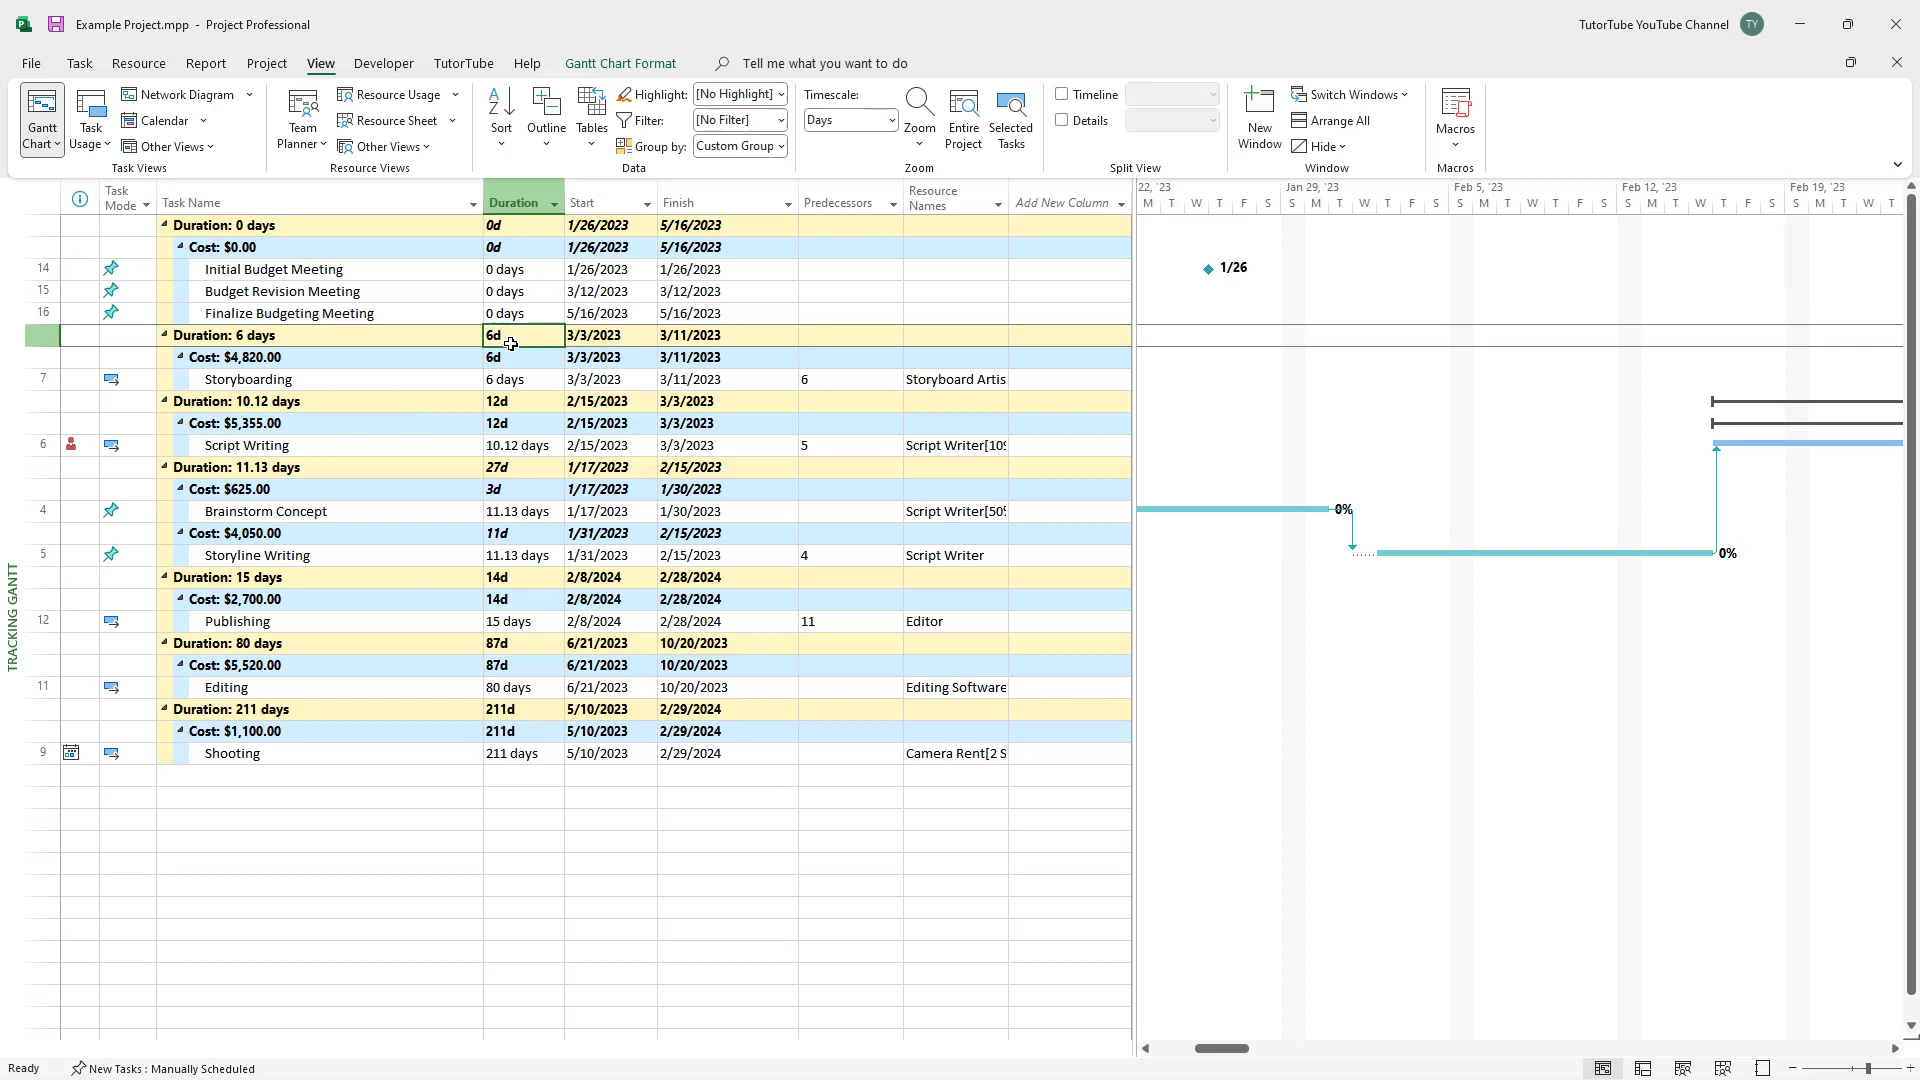 Example Project.mpp - Project Professional
TutorTube YouTube Channel
TY
File Task Resource Report Project View Developer TutorTube Help Gantt Chart Format Tell me what you want to do
Gantt Chart
Task Usage
Network Diagram
Calendar
Other Views
Task Views
Team Planner
Resource Usage
Resource Sheet
Other Views
Resource Views
Sort
Outline
Tables
Highlight: [No Highlight]
Filter: [No Filter]
Group by: Custom Group
Data
Timescale:
Days
Zoom
Entire Project
Selected Tasks
Zoom
Timeline
Details
Split View
New Window
Switch Windows
Arrange All
Hide
Window
Macros
Macros
Task Mode Task Name Duration Start Finish Predecessors Resource Names Add New Column
22, '23 Jan 29, '23 Feb 5, '23 Feb 12, '23 Feb 19, '23
M T W T F S S M T W T F S S M T W T F S S M T W T F S S M T W T
Duration: 0 days 0d 1/26/2023 5/16/2023
Cost: $0.00 0d 1/26/2023 5/16/2023
14 Initial Budget Meeting 0 days 1/26/2023 1/26/2023 1/26
15 Budget Revision Meeting 0 days 3/12/2023 3/12/2023
16 Finalize Budgeting Meeting 0 days 5/16/2023 5/16/2023
Duration: 6 days 6d 3/3/2023 3/11/2023
Cost: $4,820.00 6d 3/3/2023 3/11/2023
7 Storyboarding 6 days 3/3/2023 3/11/2023 6 Storyboard Artis
Duration: 10.12 days 12d 2/15/2023 3/3/2023
Cost: $5,355.00 12d 2/15/2023 3/3/2023
6 Script Writing 10.12 days 2/15/2023 3/3/2023 5 Script Writer[109
Duration: 11.13 days 27d 1/17/2023 2/15/2023
Cost: $625.00 3d 1/17/2023 1/30/2023
4 Brainstorm Concept 11.13 days 1/17/2023 1/30/2023 Script Writer[50% 0%
Cost: $4,050.00 11d 1/31/2023 2/15/2023
5 Storyline Writing 11.13 days 1/31/2023 2/15/2023 4 Script Writer 0%
Duration: 15 days 14d 2/8/2024 2/28/2024
Cost: $2,700.00 14d 2/8/2024 2/28/2024
12 Publishing 15 days 2/8/2024 2/28/2024 11 Editor
Duration: 80 days 87d 6/21/2023 10/20/2023
Cost: $5,520.00 87d 6/21/2023 10/20/2023
11 Editing 80 days 6/21/2023 10/20/2023 Editing Software
Duration: 211 days 211d 5/10/2023 2/29/2024
Cost: $1,100.00 211d 5/10/2023 2/29/2024
9 Shooting 211 days 5/10/2023 2/29/2024 Camera Rent[2 S
TRACKING GANTT
Ready New Tasks : Manually Scheduled